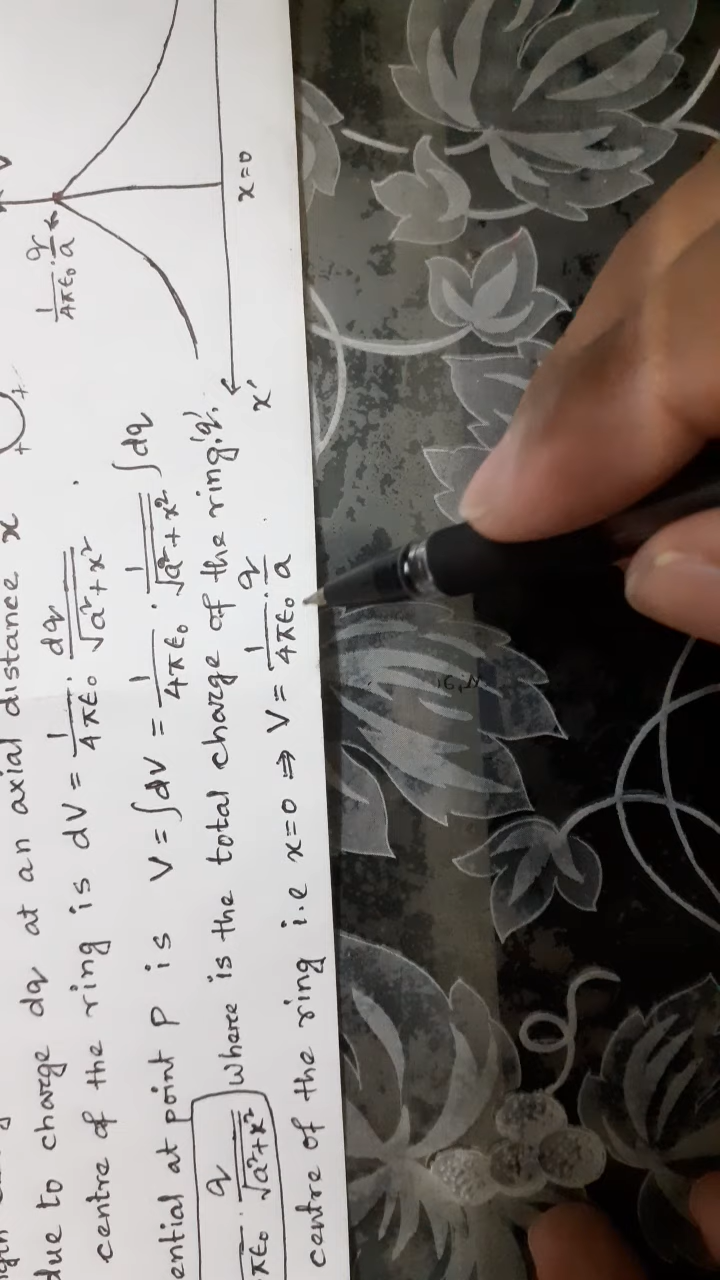 due to charge dq at an axial distance x
centre of the ring is dV = 1/4πε₀ · dq/√a²+x² .
ential at point P is V = ∫dV = 1/4πε₀ · 1/√a²+x² ∫dq
πε₀ · q/√a²+x² where is the total charge of the ring 'q'.
centre of the ring i.e x=0 ⇒ V = 1/4πε₀ · q/a .
1/4πε₀ · q/a
x'
x=0